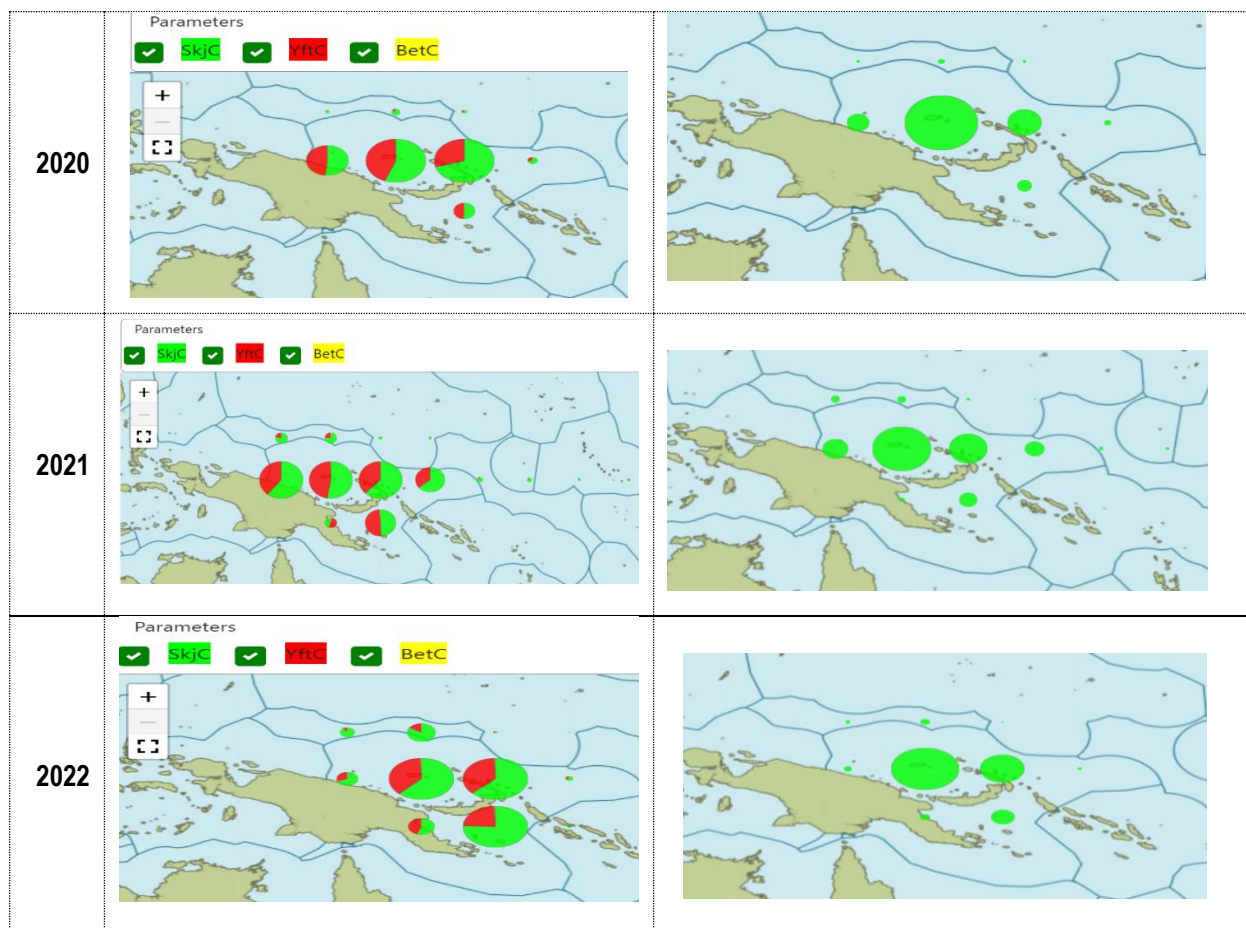 Parameters
SkjC YftC BetC
+
2020
Parameters
SkjC YftC BetC
+
2021
Parameters
SkjC YftC BetC
+
2022